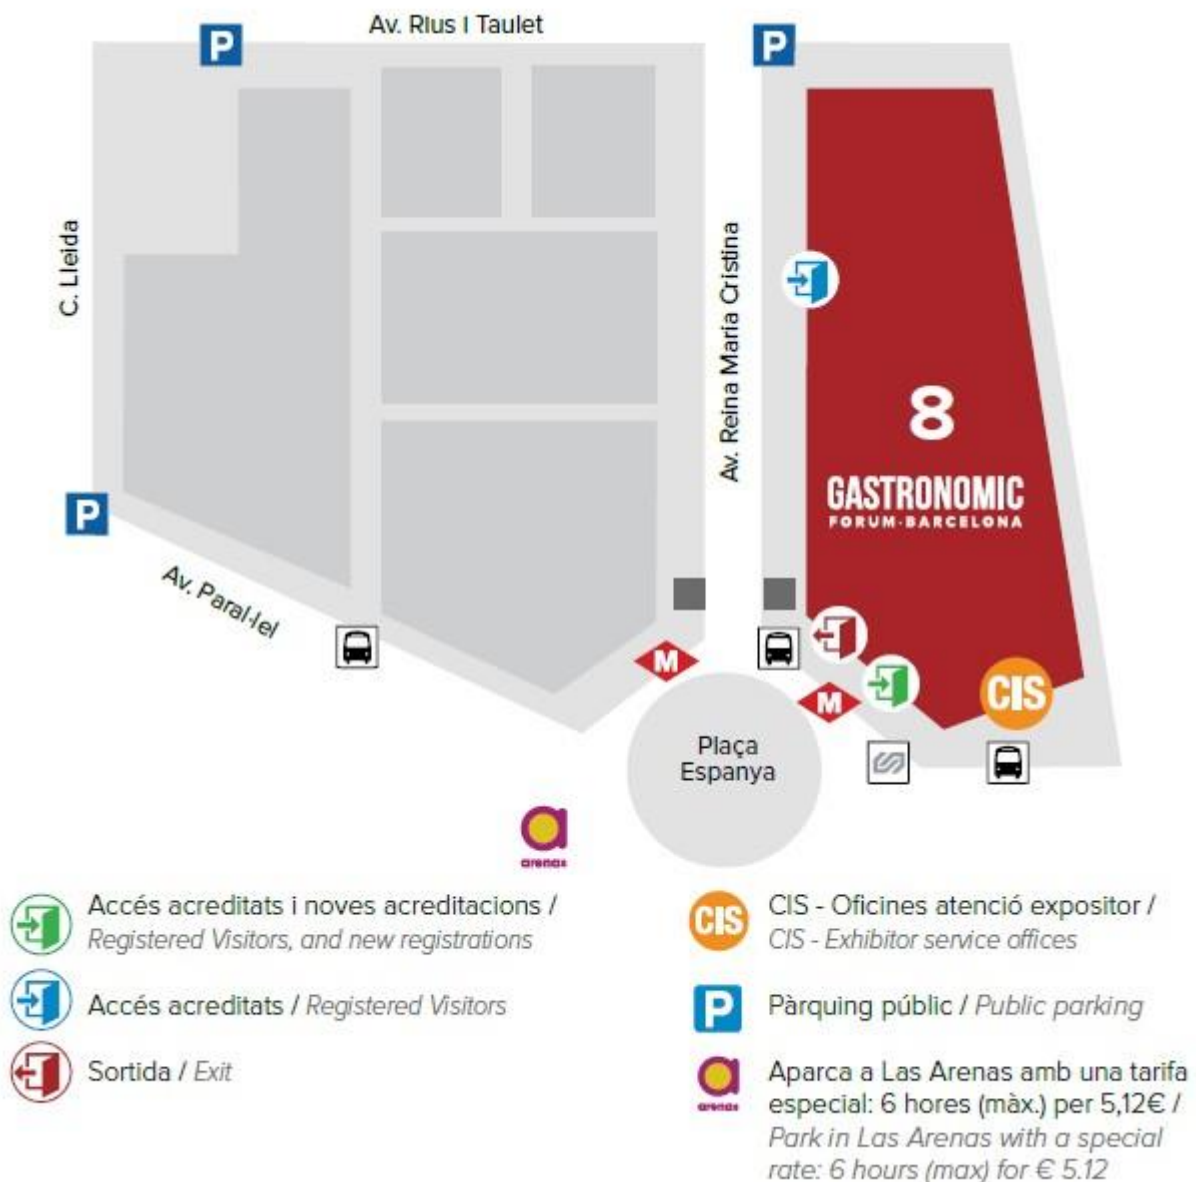 Av. Rius i Taulet
P
P
C. Lleida
Av. Reina Maria Cristina
8
GASTRONOMIC
FORUM·BARCELONA
P
Av. Paral·lel
M
M
CIS
Plaça
Espanya
a
arenas
Accés acreditats i noves acreditacions /
Registered Visitors, and new registrations
Accés acreditats / Registered Visitors
Sortida / Exit
CIS
CIS - Oficines atenció expositor /
CIS - Exhibitor service offices
P
Pàrquing públic / Public parking
a
arenas
Aparca a Las Arenas amb una tarifa
especial: 6 hores (màx.) per 5,12€ /
Park in Las Arenas with a special
rate: 6 hours (max) for € 5.12